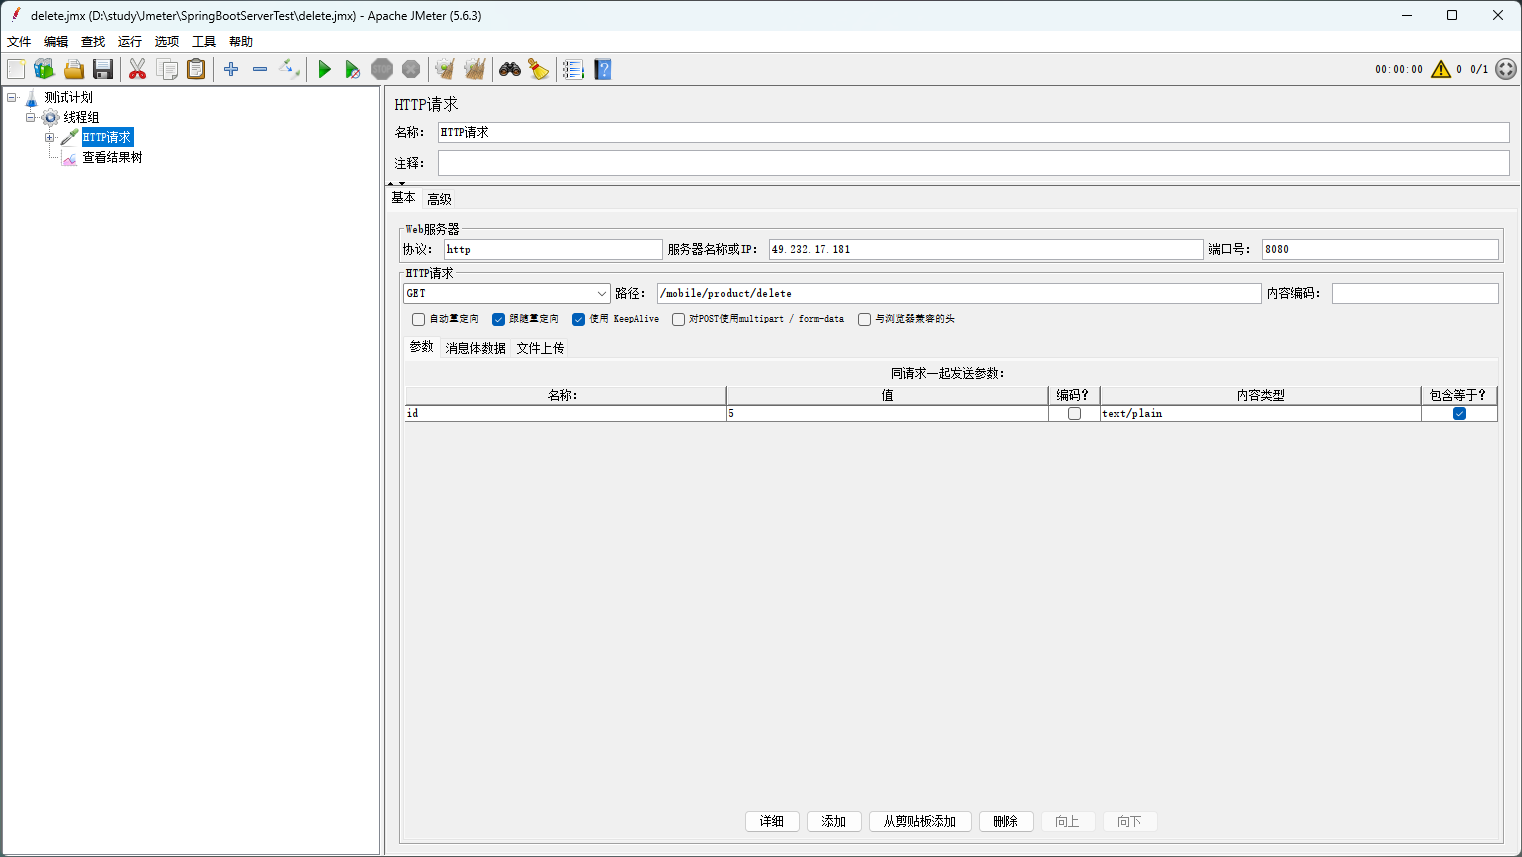 delete.jmx (D:\study\Jmeter\SpringBootServerTest\delete.jmx) - Apache JMeter (5.6.3)
文件 编辑 查找 运行 选项 工具 帮助
STOP
00:00:00 0 0/1
测试计划
线程组
HTTP请求
查看结果树
HTTP请求
名称： HTTP请求
注释：
基本 高级
Web服务器
协议： http 服务器名称或IP： 49.232.17.181 端口号： 8080
HTTP请求
GET 路径： /mobile/product/delete 内容编码：
自动重定向 跟随重定向 使用 KeepAlive 对POST使用multipart / form-data 与浏览器兼容的头
参数 消息体数据 文件上传
同请求一起发送参数：
名称： 值 编码? 内容类型 包含等于?
id 5 text/plain
详细 添加 从剪贴板添加 删除 向上 向下